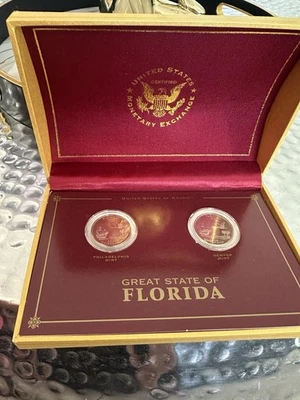 UNITED STATES
CERTIFIED
MONETARY EXCHANGE
UNITED STATES OF AMERICA
PHILADELPHIA
MINT
DENVER
MINT
GREAT STATE OF
FLORIDA